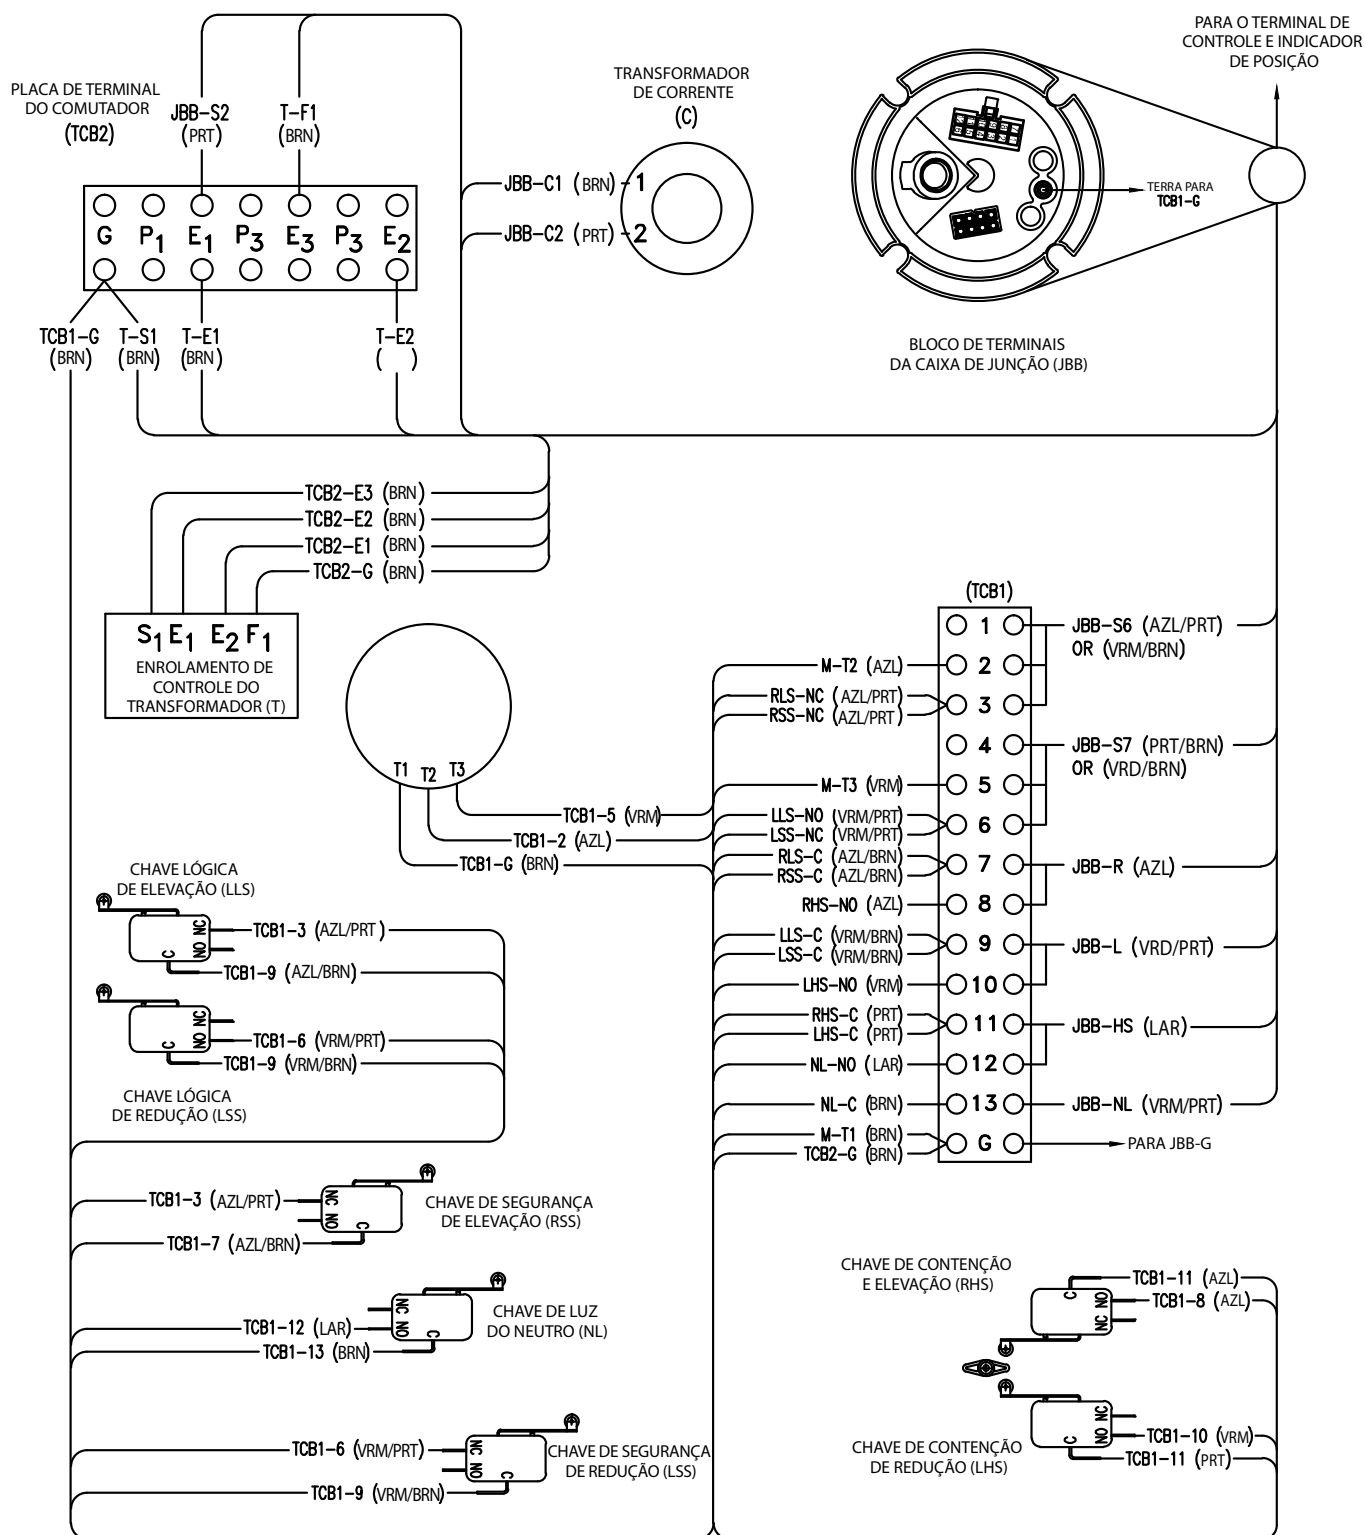 PARA O TERMINAL DE
CONTROLE E INDICADOR
DE POSIÇÃO
PLACA DE TERMINAL
DO COMUTADOR
(TCB2)
JBB-S2
(PRT)
T-F1
(BRN)
TRANSFORMADOR
DE CORRENTE
(C)
JBB-C1 (BRN) 1
JBB-C2 (PRT) 2
TERRA PARA
TCB1-G
G P1 E1 P3 E3 P3 E2
TCB1-G
(BRN)
T-S1
(BRN)
T-E1
(BRN)
T-E2
( )
BLOCO DE TERMINAIS
DA CAIXA DE JUNÇÃO (JBB)
TCB2-E3 (BRN)
TCB2-E2 (BRN)
TCB2-E1 (BRN)
TCB2-G (BRN)
S1 E1 E2 F1
ENROLAMENTO DE
CONTROLE DO
TRANSFORMADOR (T)
T1 T2 T3
TCB1-5 (VRM)
TCB1-2 (AZL)
TCB1-G (BRN)
(TCB1)
1 JBB-S6 (AZL/PRT)
OR (VRM/BRN)
M-T2 (AZL) 2
RLS-NC (AZL/PRT)
3
RSS-NC (AZL/PRT)
4 JBB-S7 (PRT/BRN)
OR (VRD/BRN)
M-T3 (VRM) 5
LLS-NO (VRM/PRT)
6
LSS-NC (VRM/PRT)
RLS-C (AZL/BRN)
7 JBB-R (AZL)
RSS-C (AZL/BRN)
RHS-NO (AZL) 8
LLS-C (VRM/BRN)
9 JBB-L (VRD/PRT)
LSS-C (VRM/BRN)
LHS-NO (VRM) 10
RHS-C (PRT)
11 JBB-HS (LAR)
LHS-C (PRT)
NL-NO (LAR) 12
NL-C (BRN) 13 JBB-NL (VRM/PRT)
M-T1 (BRN)
G PARA JBB-G
TCB2-G (BRN)
CHAVE LÓGICA
DE ELEVAÇÃO (LLS)
C NO NC
TCB1-3 (AZL/PRT)
TCB1-9 (AZL/BRN)
C NO NC
TCB1-6 (VRM/PRT)
TCB1-9 (VRM/BRN)
CHAVE LÓGICA
DE REDUÇÃO (LSS)
TCB1-3 (AZL/PRT)
NC NO C
TCB1-7 (AZL/BRN)
CHAVE DE SEGURANÇA
DE ELEVAÇÃO (RSS)
NC NO C
TCB1-12 (LAR)
TCB1-13 (BRN)
CHAVE DE LUZ
DO NEUTRO (NL)
TCB1-6 (VRM/PRT)
NC NO C
TCB1-9 (VRM/BRN)
CHAVE DE SEGURANÇA
DE REDUÇÃO (LSS)
CHAVE DE CONTENÇÃO
E ELEVAÇÃO (RHS)
C NC NO
TCB1-11 (AZL)
TCB1-8 (AZL)
CHAVE DE CONTENÇÃO
DE REDUÇÃO (LHS)
C NO NC
TCB1-10 (VRM)
TCB1-11 (PRT)